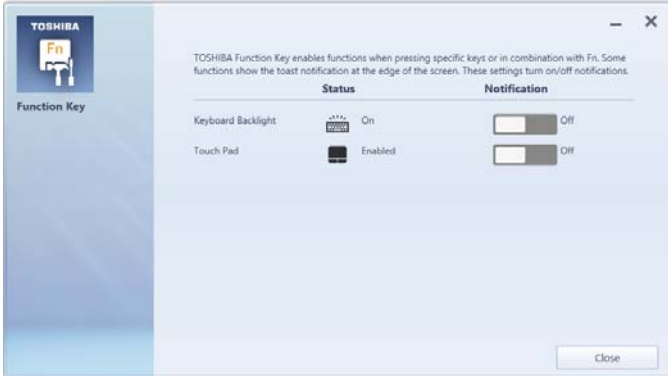 TOSHIBA
Fn
Function Key
TOSHIBA Function Key enables functions when pressing specific keys or in combination with Fn. Some
functions show the toast notification at the edge of the screen. These settings turn on/off notifications.
Status Notification
Keyboard Backlight On Off
Touch Pad Enabled Off
Close